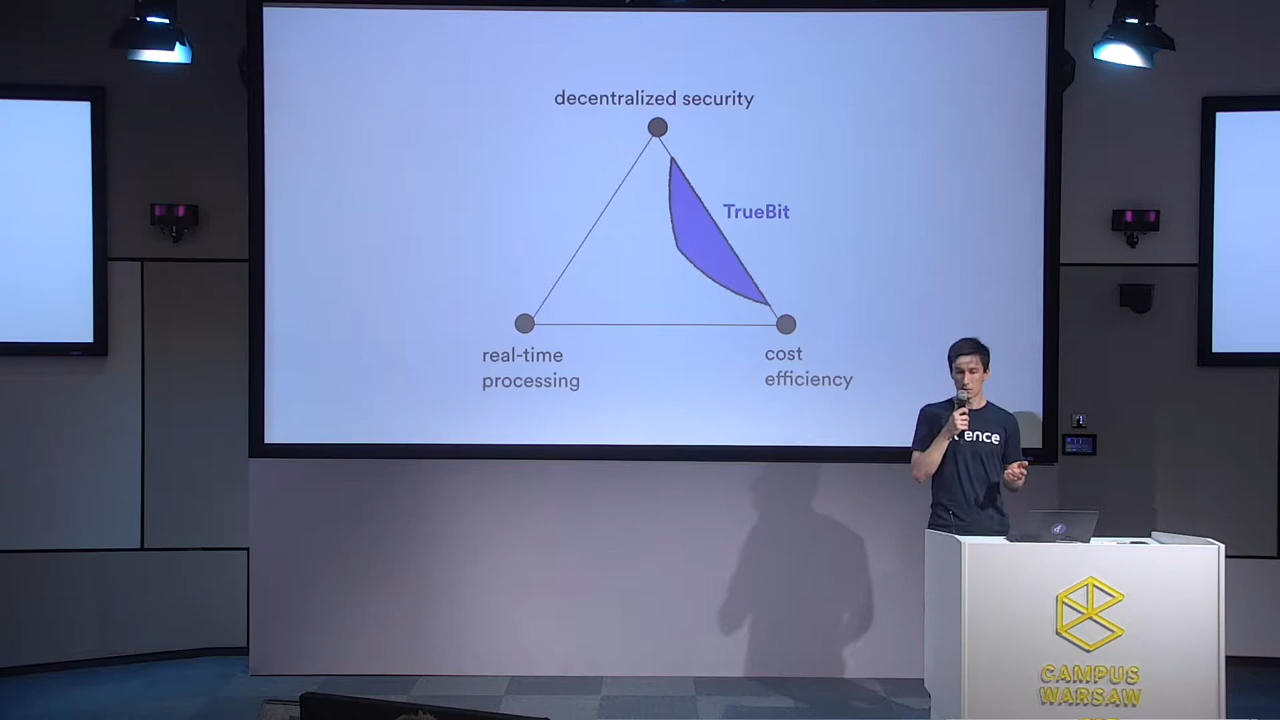 decentralized security
TrueBit
real-time
processing
cost
efficiency
CAMPUS
WARSAW